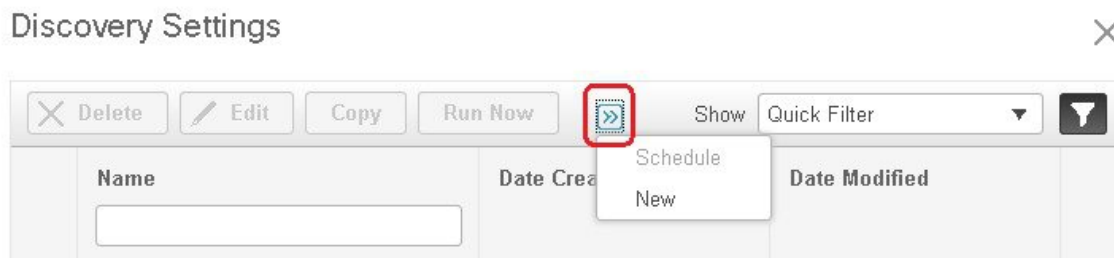 Discovery Settings
Delete Edit Copy Run Now Show Quick Filter
Schedule
Name Date Crea Date Modified
New